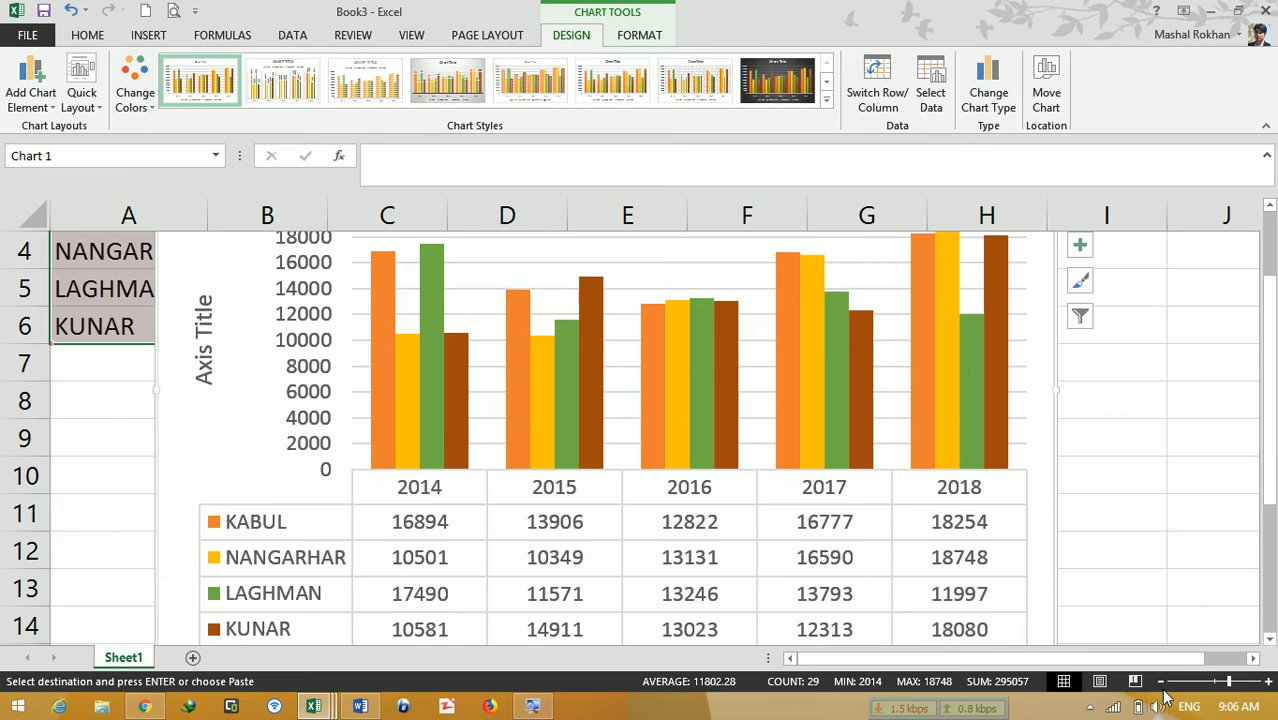 Book3 - Excel
CHART TOOLS
?
FILE HOME INSERT FORMULAS DATA REVIEW VIEW PAGE LAYOUT DESIGN FORMAT
Mashal Rokhan
Add Chart Element Quick Layout Change Colors Switch Row/Column Select Data Change Chart Type Move Chart
Chart Layouts Chart Styles Data Type Location
Chart 1 fx
A B C D E F G H I J
4 NANGAR
5 LAGHMA
6 KUNAR
7
8
9
10
11
12
13
14
Axis Title
18000
16000
14000
12000
10000
8000
6000
4000
2000
0
2014 2015 2016 2017 2018
KABUL 16894 13906 12822 16777 18254
NANGARHAR 10501 10349 13131 16590 18748
LAGHMAN 17490 11571 13246 13793 11997
KUNAR 10581 14911 13023 12313 18080
Sheet1
Select destination and press ENTER or choose Paste AVERAGE: 11802.28 COUNT: 29 MIN: 2014 MAX: 18748 SUM: 295057
1.5 kbps 0.8 kbps ENG 9:06 AM